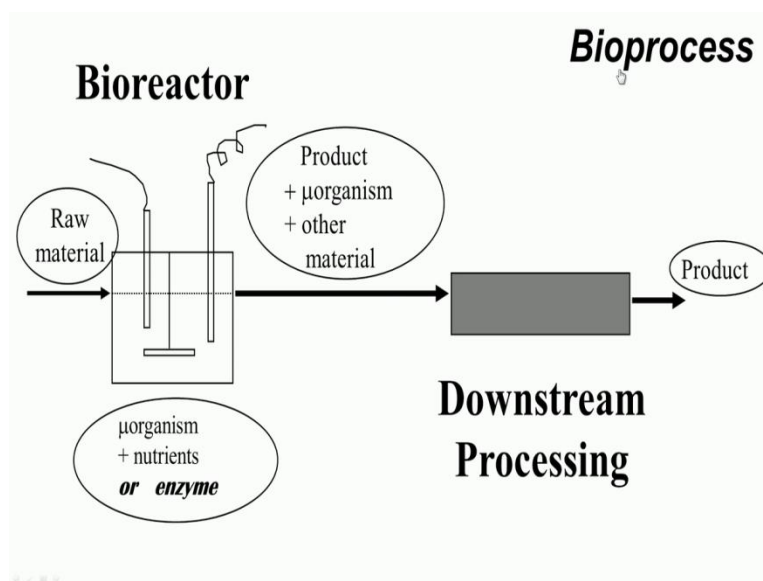 Bioprocess
Bioreactor
Raw
material
Product
+ μorganism
+ other
material
Product
μorganism
+ nutrients
or enzyme
Downstream
Processing